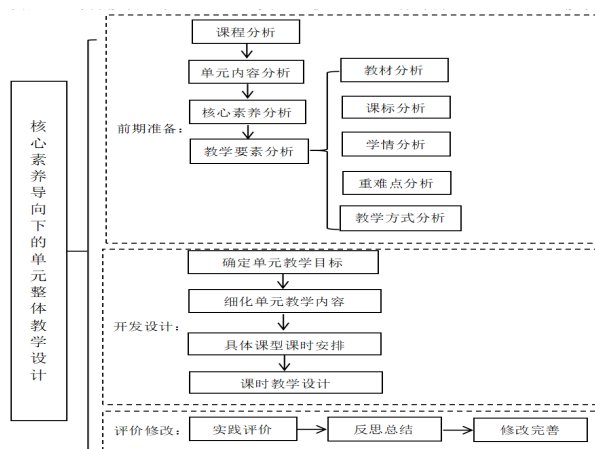 核心素养导向下的单元整体教学设计
前期准备：
课程分析
单元内容分析
核心素养分析
教学要素分析
教材分析
课标分析
学情分析
重难点分析
教学方式分析
开发设计：
确定单元教学目标
细化单元教学内容
具体课型课时安排
课时教学设计
评价修改：
实践评价
反思总结
修改完善